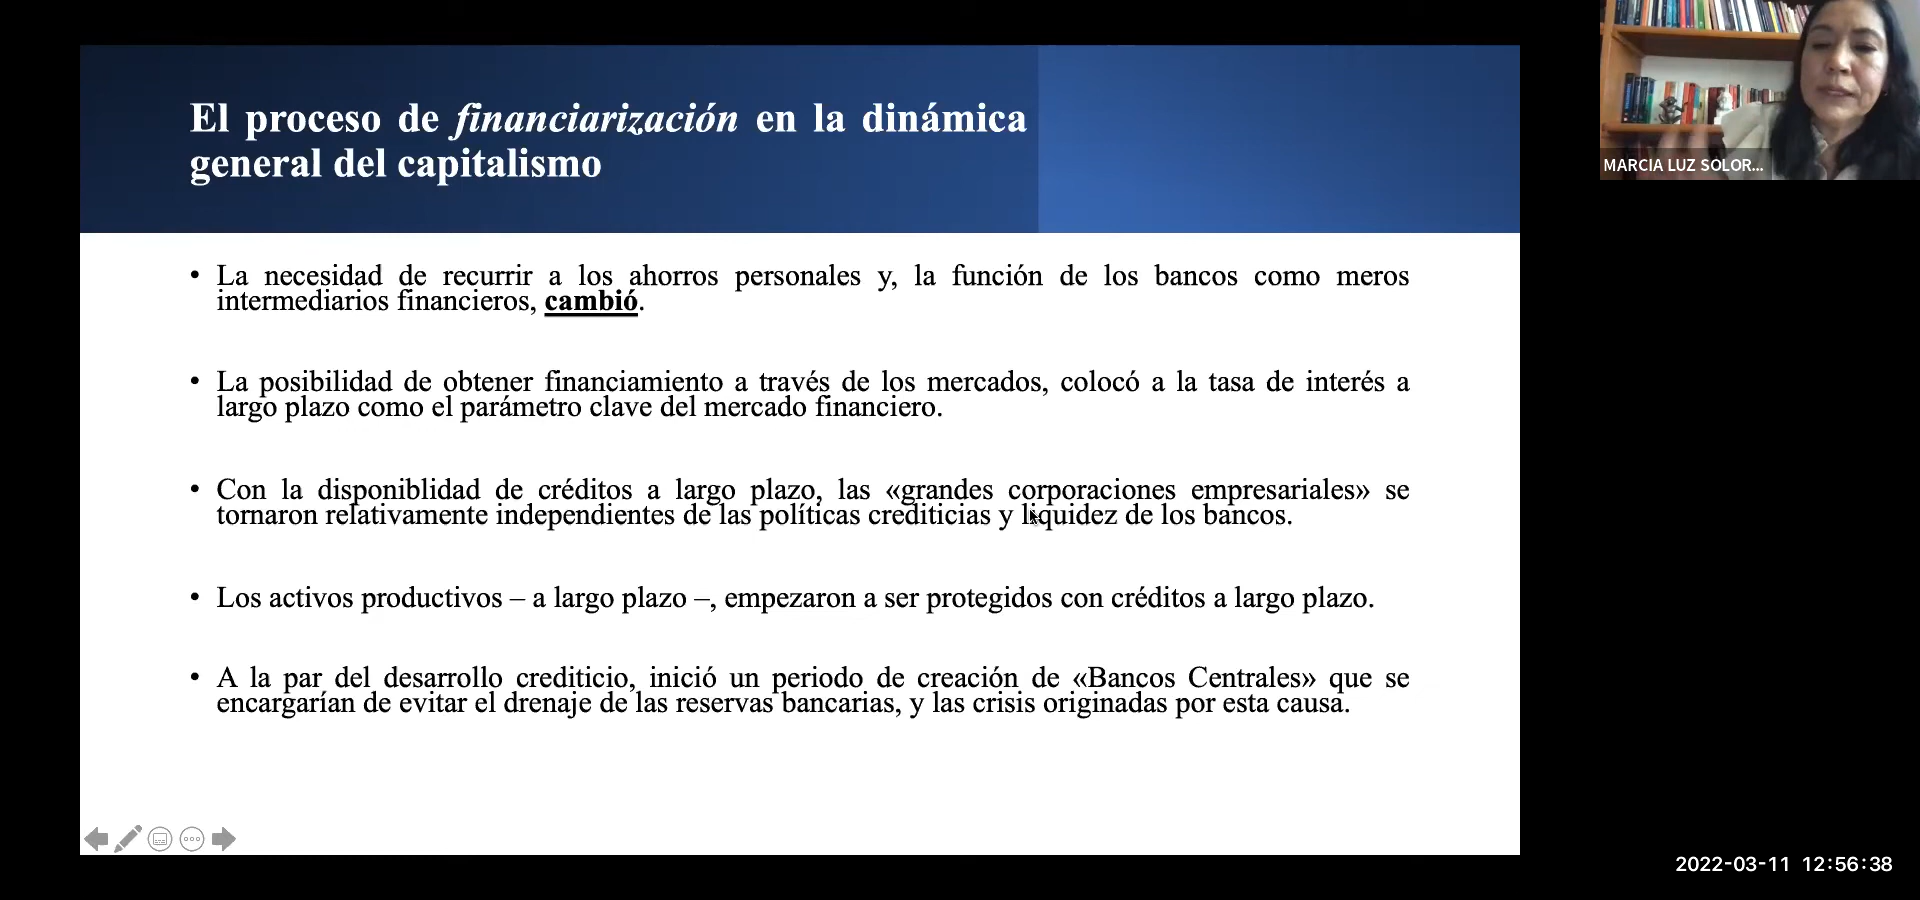 El proceso de financiarización en la dinámica
general del capitalismo
MARCIA LUZ SOLOR...
• La necesidad de recurrir a los ahorros personales y, la función de los bancos como meros
intermediarios financieros, cambió.
• La posibilidad de obtener financiamiento a través de los mercados, colocó a la tasa de interés a
largo plazo como el parámetro clave del mercado financiero.
• Con la disponiblidad de créditos a largo plazo, las «grandes corporaciones empresariales» se
tornaron relativamente independientes de las políticas crediticias y liquidez de los bancos.
• Los activos productivos – a largo plazo –, empezaron a ser protegidos con créditos a largo plazo.
• A la par del desarrollo crediticio, inició un periodo de creación de «Bancos Centrales» que se
encargarían de evitar el drenaje de las reservas bancarias, y las crisis originadas por esta causa.
2022-03-11 12:56:38